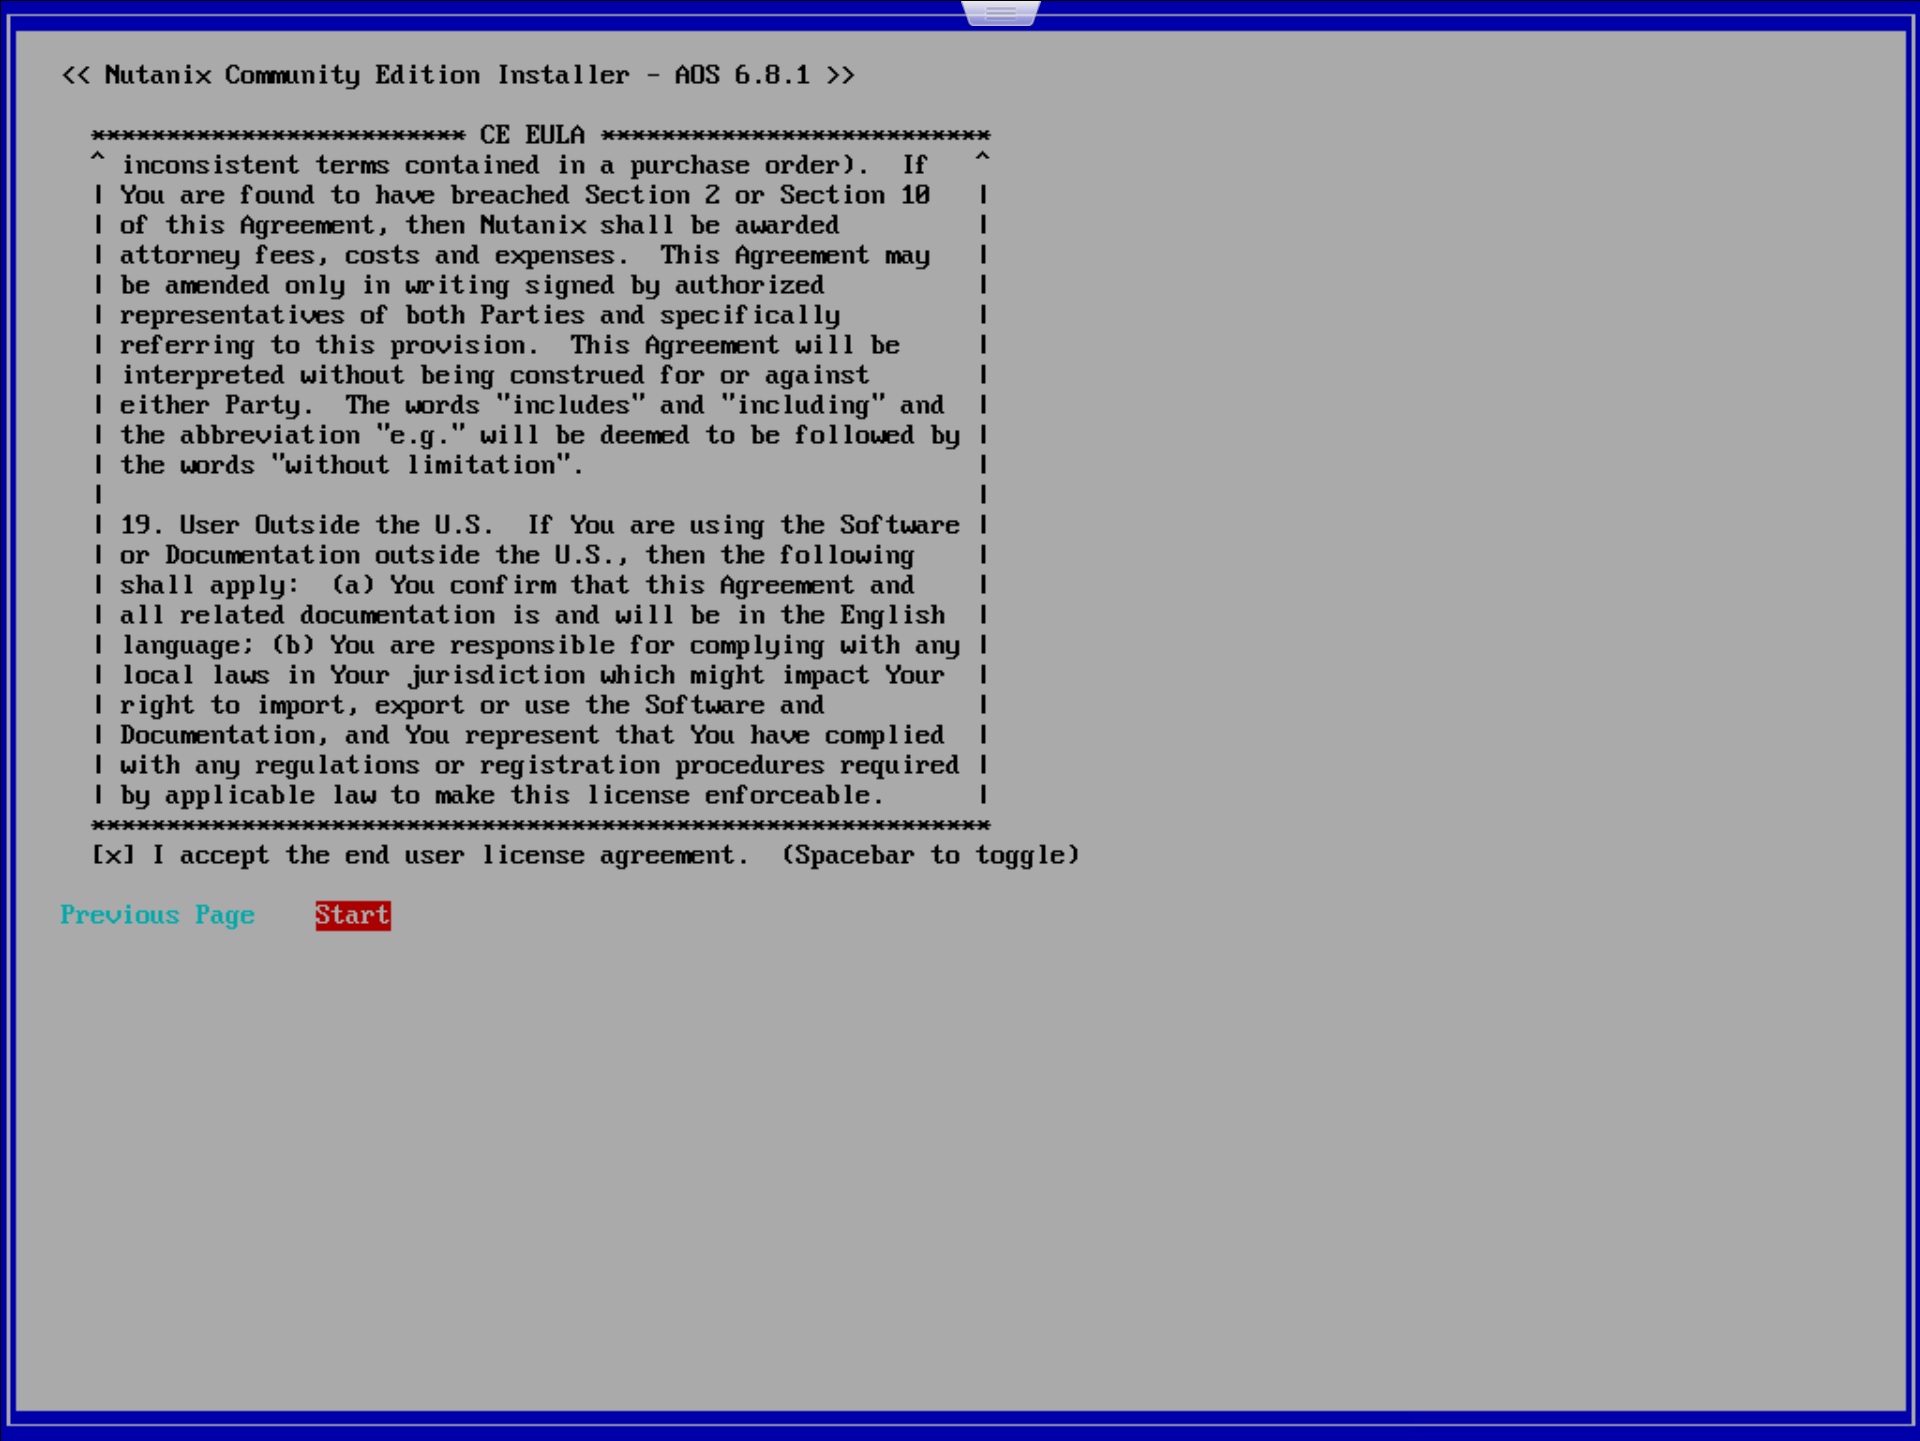 << Nutanix Community Edition Installer - AOS 6.8.1 >>
************************* CE EULA **************************
^ inconsistent terms contained in a purchase order).  If   ^
| You are found to have breached Section 2 or Section 10   |
| of this Agreement, then Nutanix shall be awarded         |
| attorney fees, costs and expenses.  This Agreement may   |
| be amended only in writing signed by authorized          |
| representatives of both Parties and specifically         |
| referring to this provision.  This Agreement will be     |
| interpreted without being construed for or against       |
| either Party.  The words "includes" and "including" and  |
| the abbreviation "e.g." will be deemed to be followed by |
| the words "without limitation".                          |
|                                                          |
| 19. User Outside the U.S.  If You are using the Software |
| or Documentation outside the U.S., then the following    |
| shall apply:  (a) You confirm that this Agreement and    |
| all related documentation is and will be in the English  |
| language; (b) You are responsible for complying with any |
| local laws in Your jurisdiction which might impact Your  |
| right to import, export or use the Software and          |
| Documentation, and You represent that You have complied  |
| with any regulations or registration procedures required |
| by applicable law to make this license enforceable.      |
************************************************************
[x] I accept the end user license agreement.  (Spacebar to toggle)
Previous Page    Start